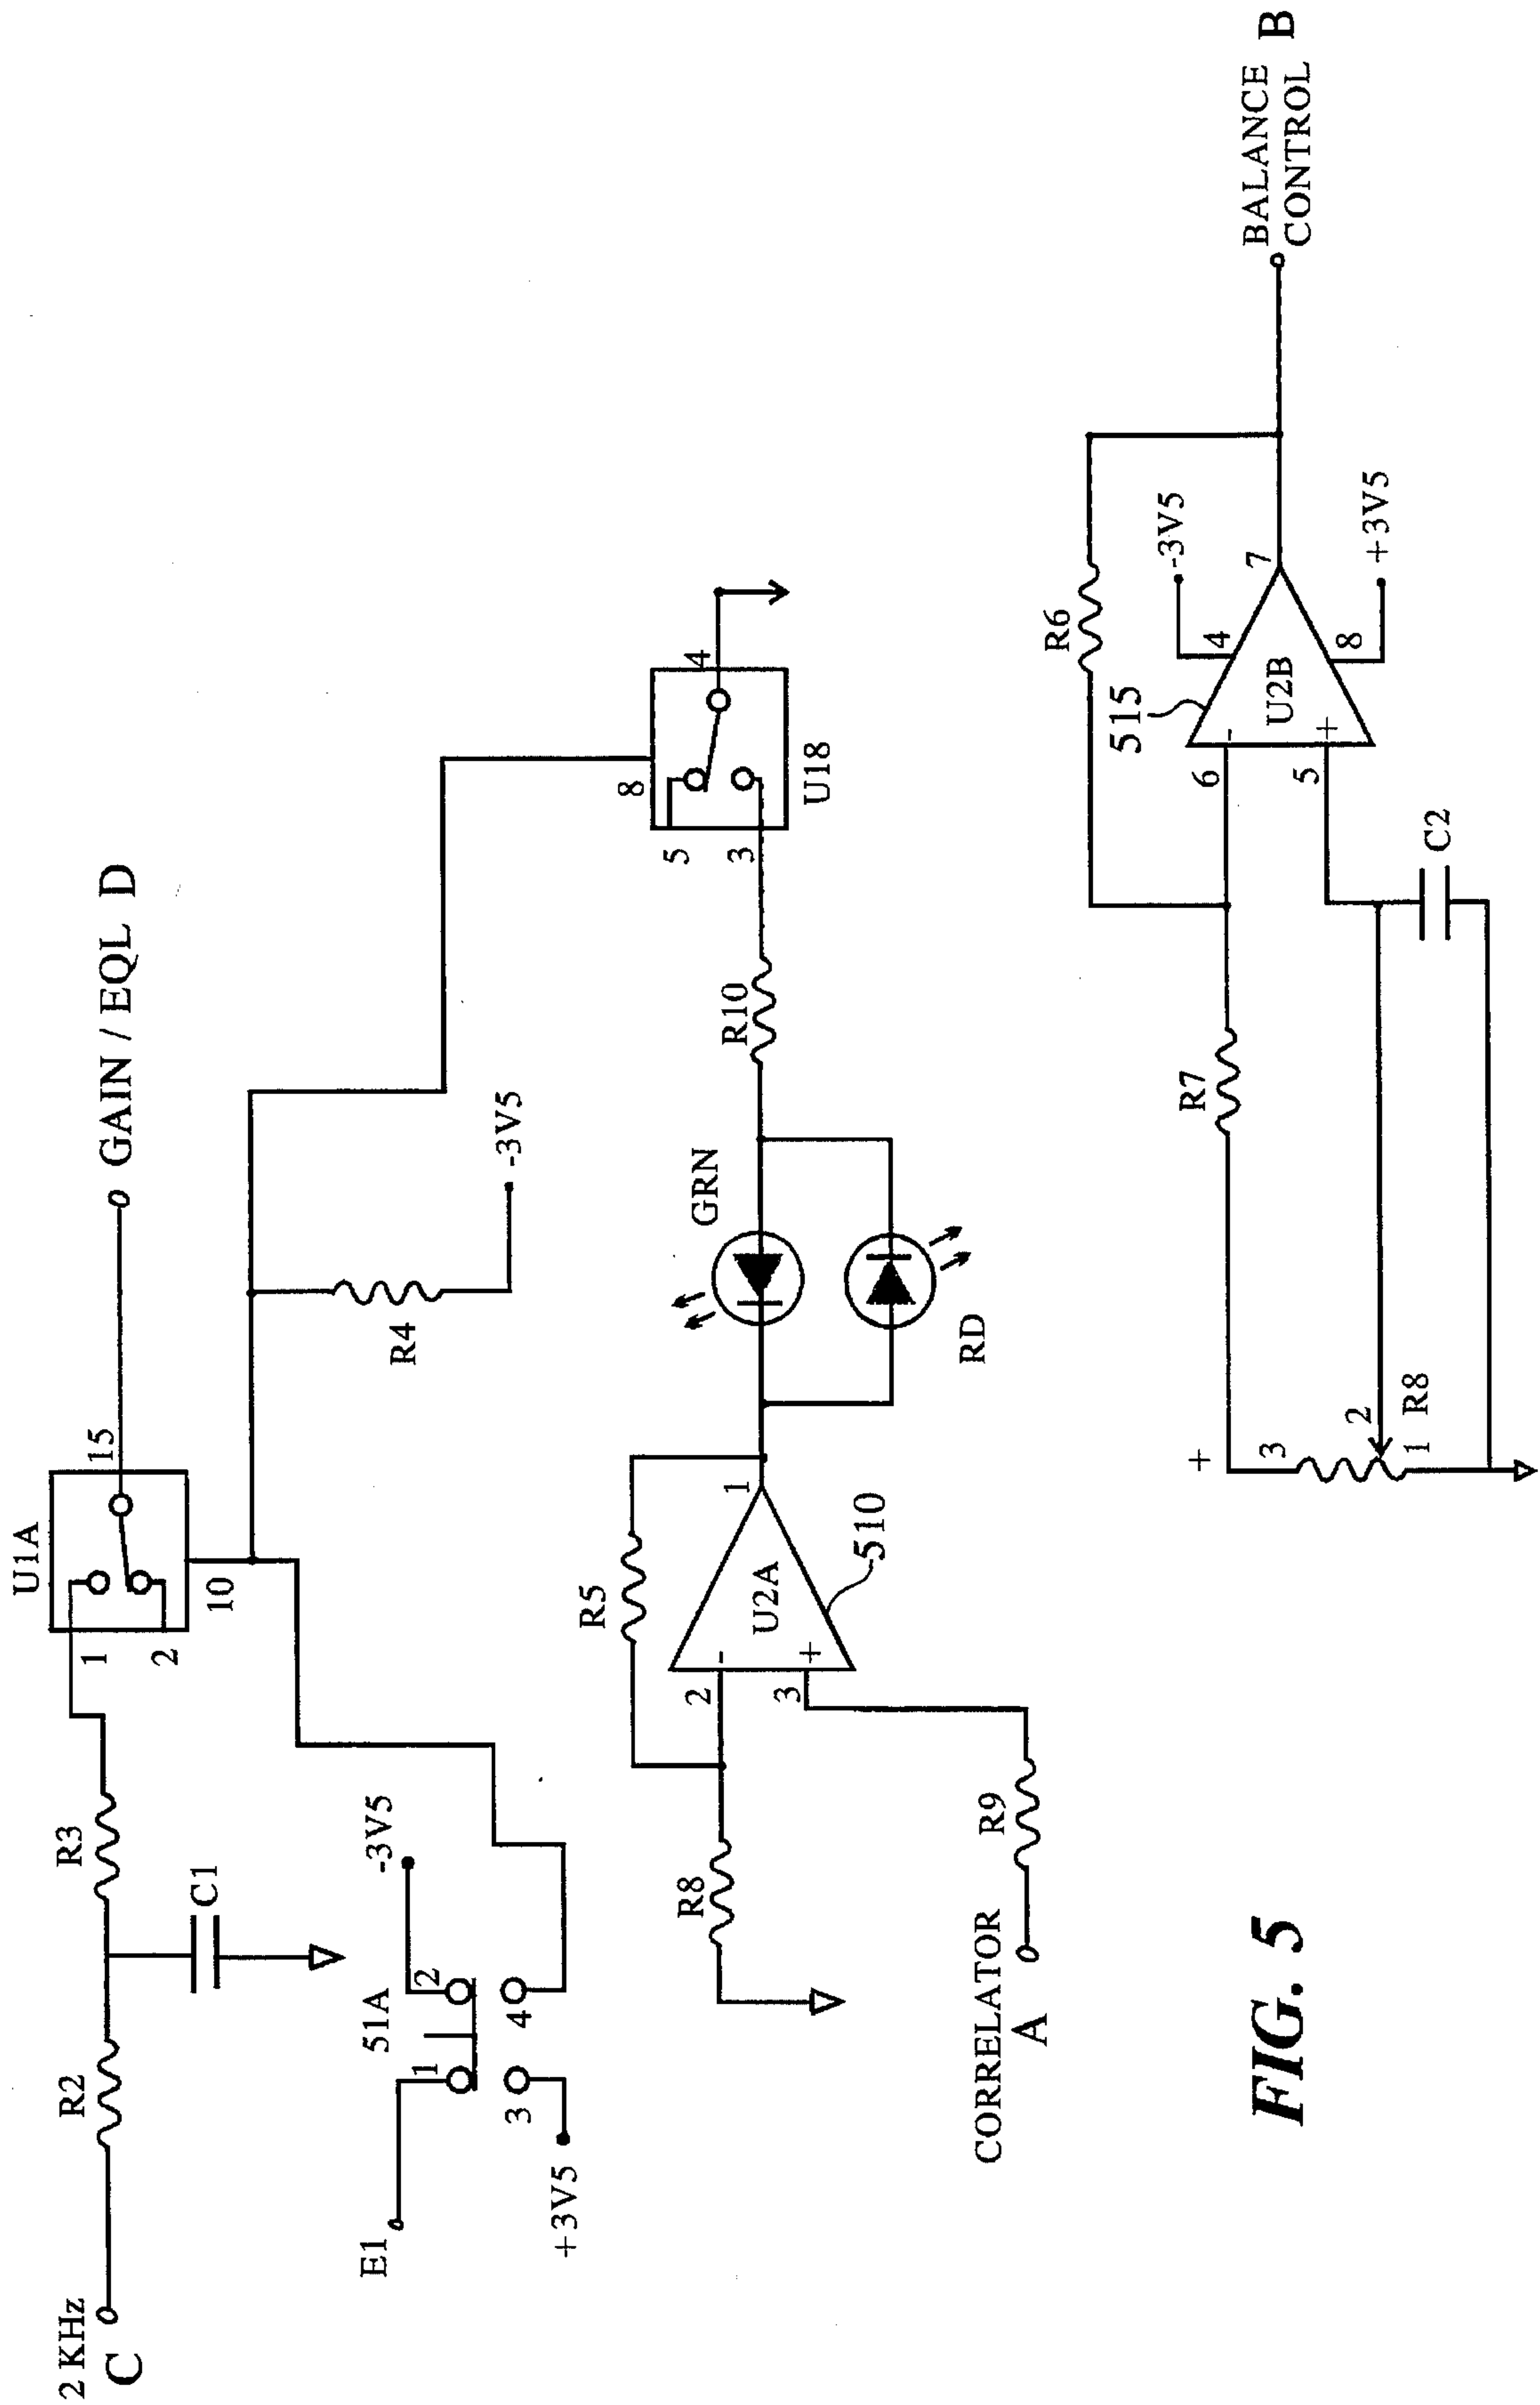 2 KHz
C
R2
R3
C1
U1A
1
2
15
10
GAIN / EQL D
E1
51A
1
2
3
4
-3V5
+3V5
R4
-3V5
8
5
3
4
U18
R8
R5
2
3
-
+
U2A
1
510
GRN
RD
R10
CORRELATOR
A
R9
+
3
2
1
R8
R7
R6
C2
515
6
5
-
+
U2B
4
8
7
-3V5
+3V5
BALANCE
CONTROL B
FIG. 5